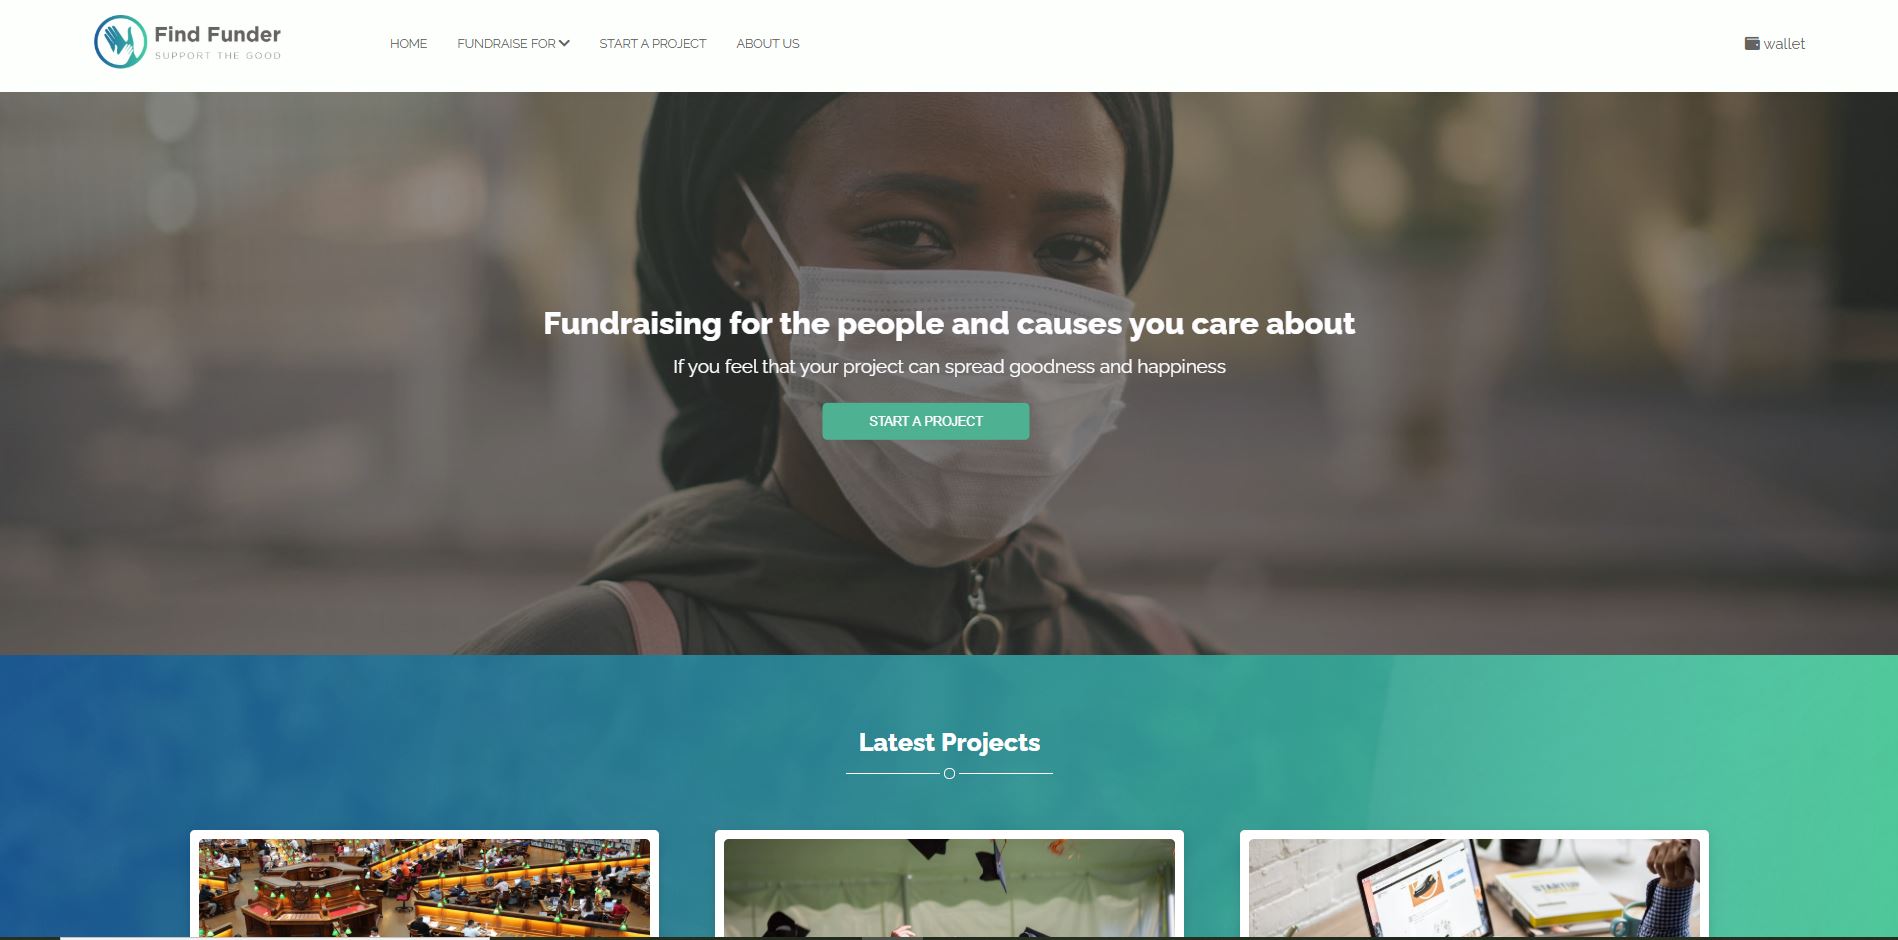 Find Funder
SUPPORT THE GOOD
HOME
FUNDRAISE FOR
START A PROJECT
ABOUT US
wallet
Fundraising for the people and causes you care about
If you feel that your project can spread goodness and happiness
START A PROJECT
Latest Projects
STARTUP